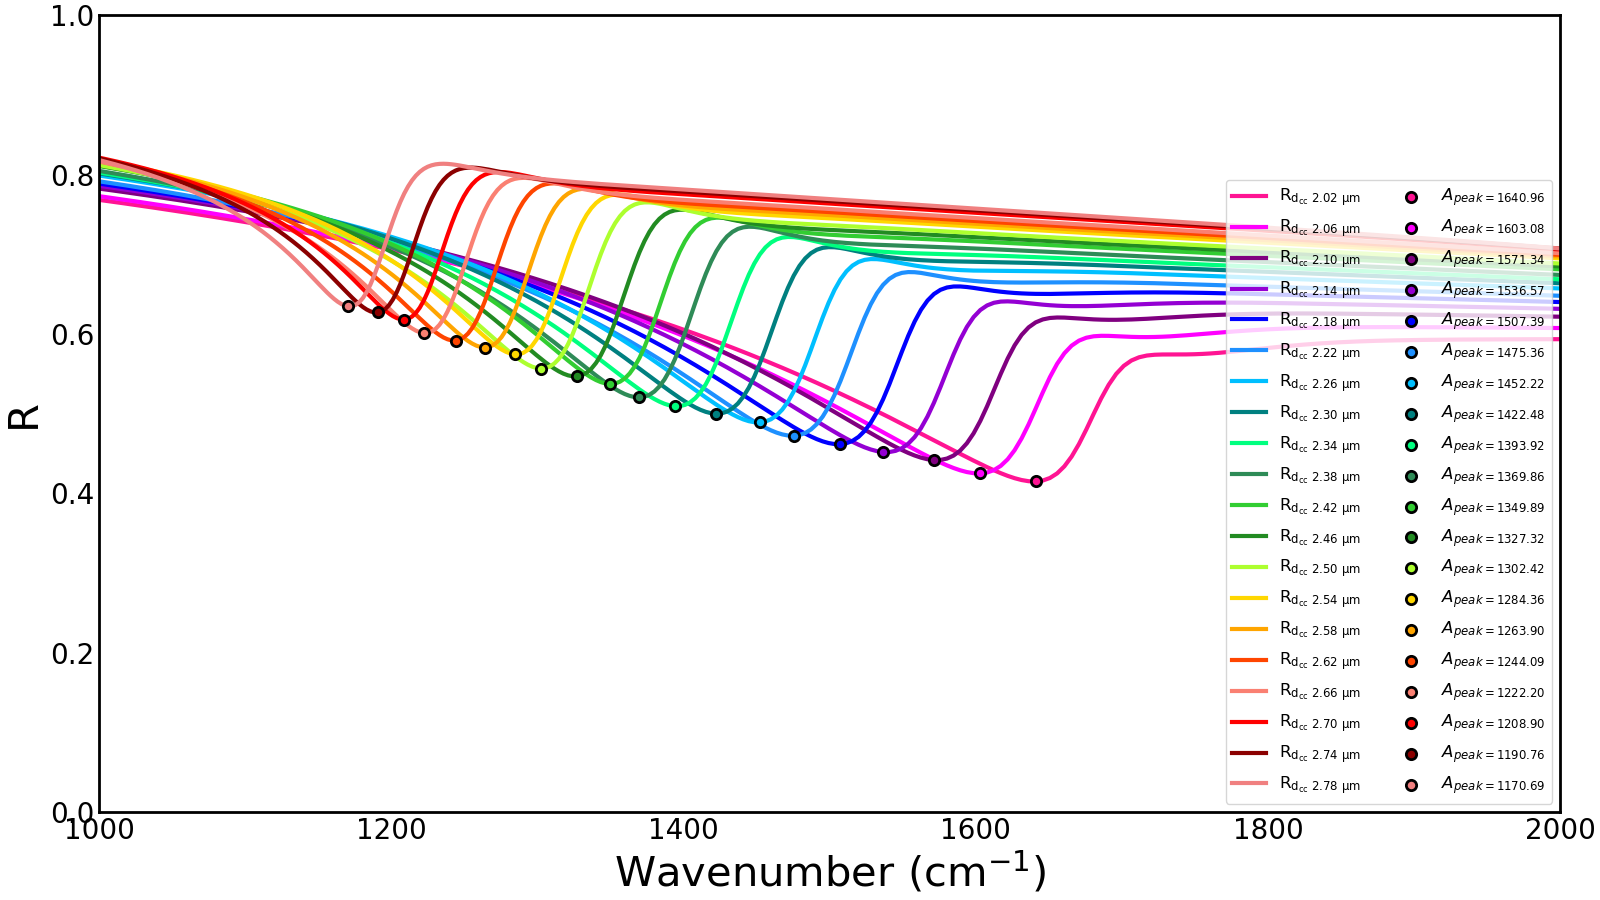 1.0
0.8
0.6
0.4
0.2
0.0
R
1000 1200 1400 1600 1800 2000
Wavenumber (cm⁻¹)
R_dcc 2.02 μm A_peak=1640.96
R_dcc 2.06 μm A_peak=1603.08
R_dcc 2.10 μm A_peak=1571.34
R_dcc 2.14 μm A_peak=1536.57
R_dcc 2.18 μm A_peak=1507.39
R_dcc 2.22 μm A_peak=1475.36
R_dcc 2.26 μm A_peak=1452.22
R_dcc 2.30 μm A_peak=1422.48
R_dcc 2.34 μm A_peak=1393.92
R_dcc 2.38 μm A_peak=1369.86
R_dcc 2.42 μm A_peak=1349.89
R_dcc 2.46 μm A_peak=1327.32
R_dcc 2.50 μm A_peak=1302.42
R_dcc 2.54 μm A_peak=1284.36
R_dcc 2.58 μm A_peak=1263.90
R_dcc 2.62 μm A_peak=1244.09
R_dcc 2.66 μm A_peak=1222.20
R_dcc 2.70 μm A_peak=1208.90
R_dcc 2.74 μm A_peak=1190.76
R_dcc 2.78 μm A_peak=1170.69